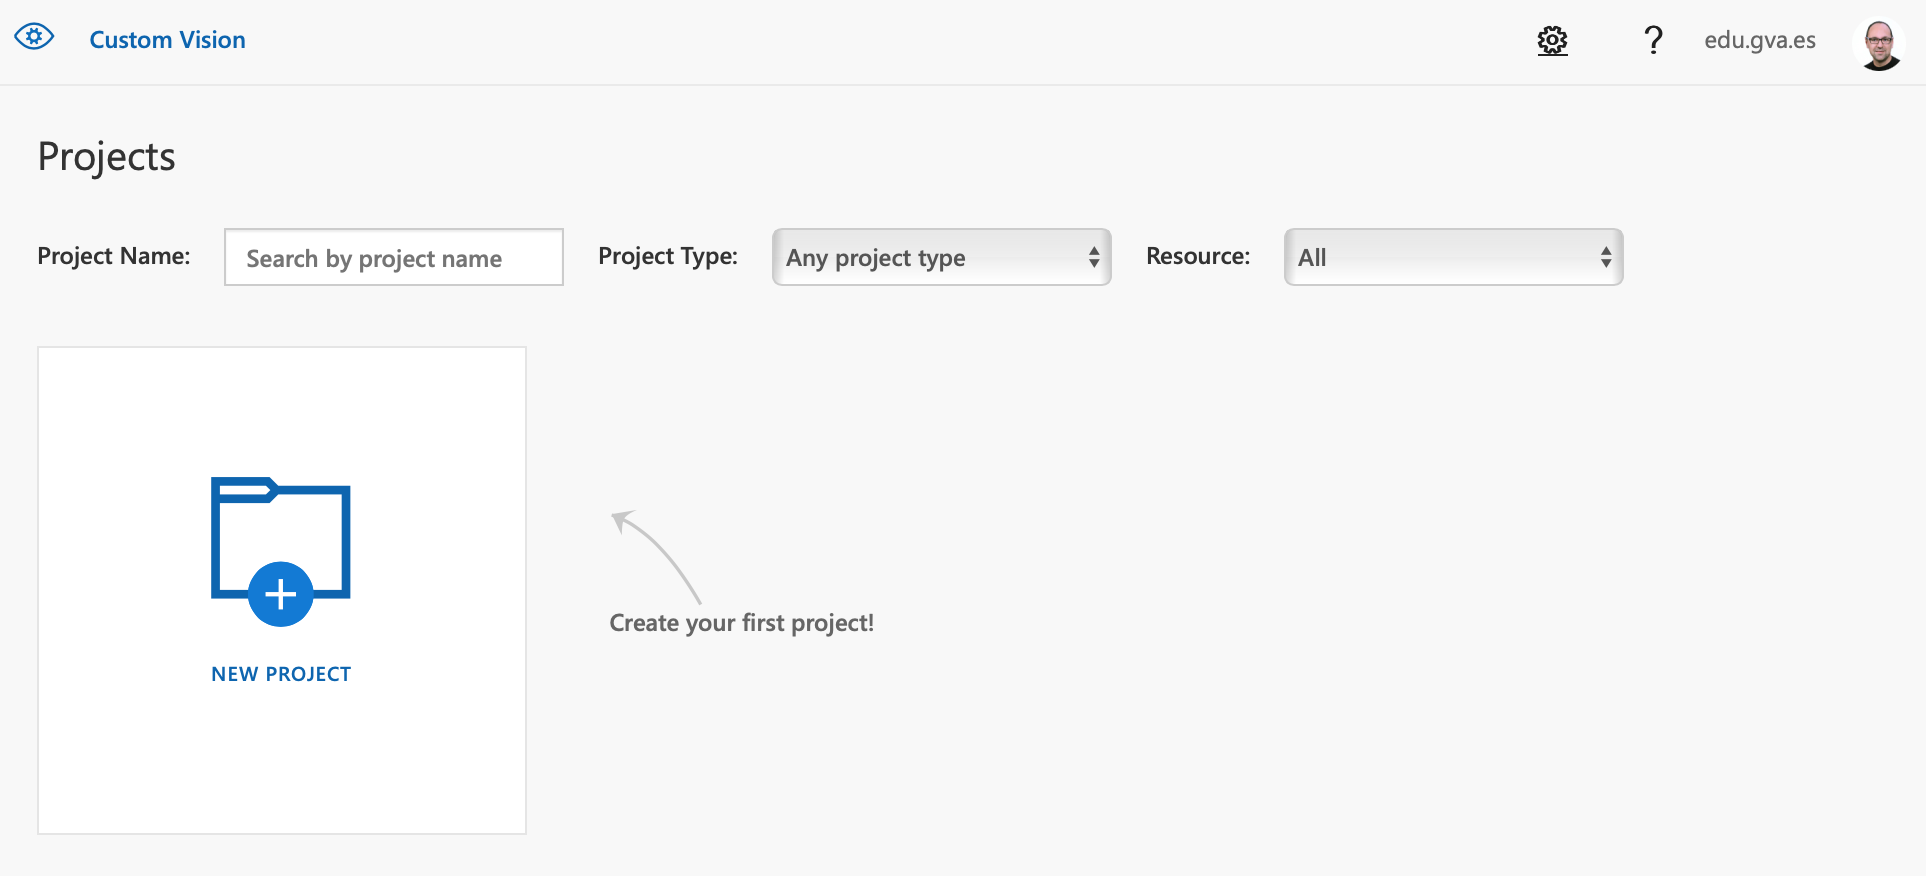 Custom Vision
? edu.gva.es
Projects
Project Name: Search by project name Project Type: Any project type Resource: All
Create your first project!
NEW PROJECT